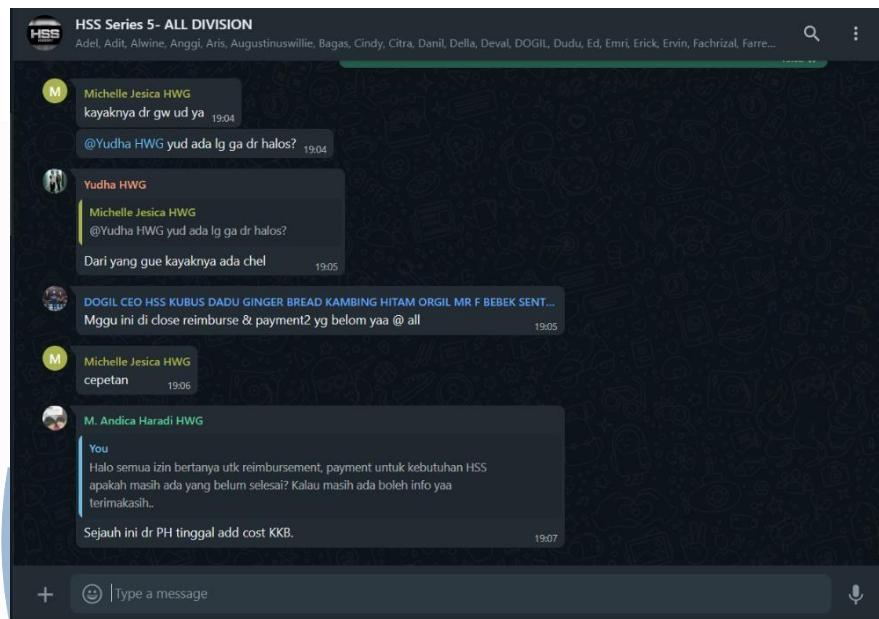 HSS
HSS Series 5- ALL DIVISION
Adel, Adit, Alwine, Anggi, Aris, Augustinuswillie, Bagas, Cindy, Citra, Danil, Della, Deval, DOGIL, Dudu, Ed, Emri, Erick, Ervin, Fachrizal, Farre...
M
Michelle Jesica HWG
kayaknya dr gw ud ya 19:04
@Yudha HWG yud ada lg ga dr halos? 19:04
Yudha HWG
Michelle Jesica HWG
@Yudha HWG yud ada lg ga dr halos?
Dari yang gue kayaknya ada chel 19:05
DOGIL CEO HSS KUBUS DADU GINGER BREAD KAMBING HITAM ORGIL MR F BEBEK SENT...
Mggu ini di close reimburse & payment2 yg belom yaa @ all 19:05
M
Michelle Jesica HWG
cepetan 19:06
M. Andica Haradi HWG
You
Halo semua izin bertanya utk reimbursement, payment untuk kebutuhan HSS
apakah masih ada yang belum selesai? Kalau masih ada boleh info yaa
terimakasih..
Sejauh ini dr PH tinggal add cost KKB. 19:07
Type a message